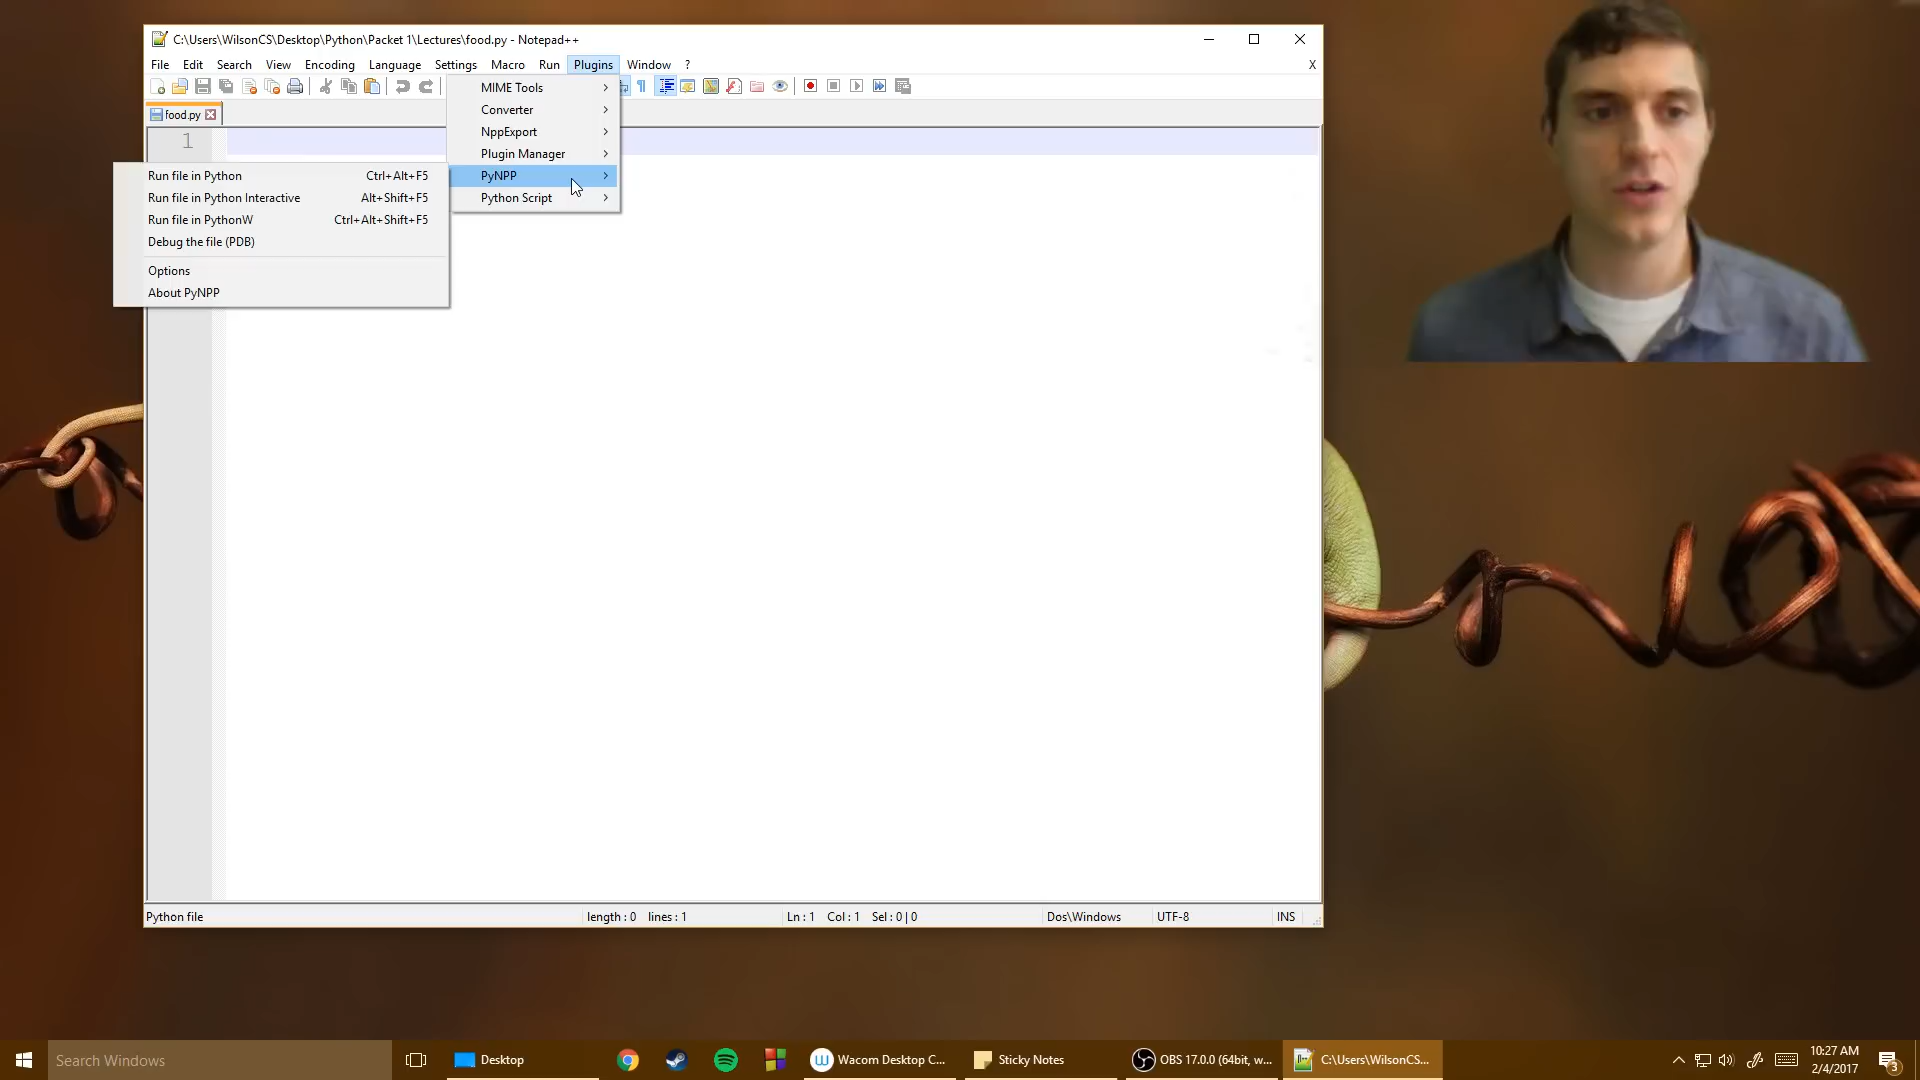 C:\Users\WilsonCS\Desktop\Python\Packet 1\Lectures\food.py - Notepad++
File Edit Search View Encoding Language Settings Macro Run Plugins Window ? X
food.py
1
MIME Tools
Converter
NppExport
Plugin Manager
PyNPP
Python Script
Run file in Python Ctrl+Alt+F5
Run file in Python Interactive Alt+Shift+F5
Run file in PythonW Ctrl+Alt+Shift+F5
Debug the file (PDB)
Options
About PyNPP
Python file length : 0 lines : 1 Ln : 1 Col : 1 Sel : 0 | 0 Dos\Windows UTF-8 INS
Search Windows Desktop Wacom Desktop C... Sticky Notes OBS 17.0.0 (64bit, w... C:\Users\WilsonCS... 10:27 AM
2/4/2017
3